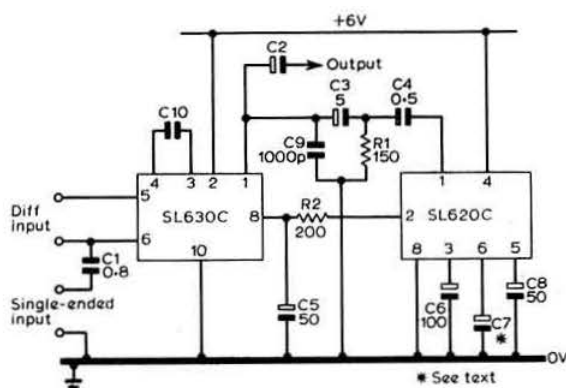 +6V
C2
Output
C3
5
C4
0·5
C10
C9
1000p
R1
150
4 3 2 1
1 4
Diff
input
5
SL630C
8
R2
200
2
SL620C
6
10
8 3 6 5
C1
0·8
Single-ended
input
C5
50
C6
100
C7
*
C8
50
0V
* See text